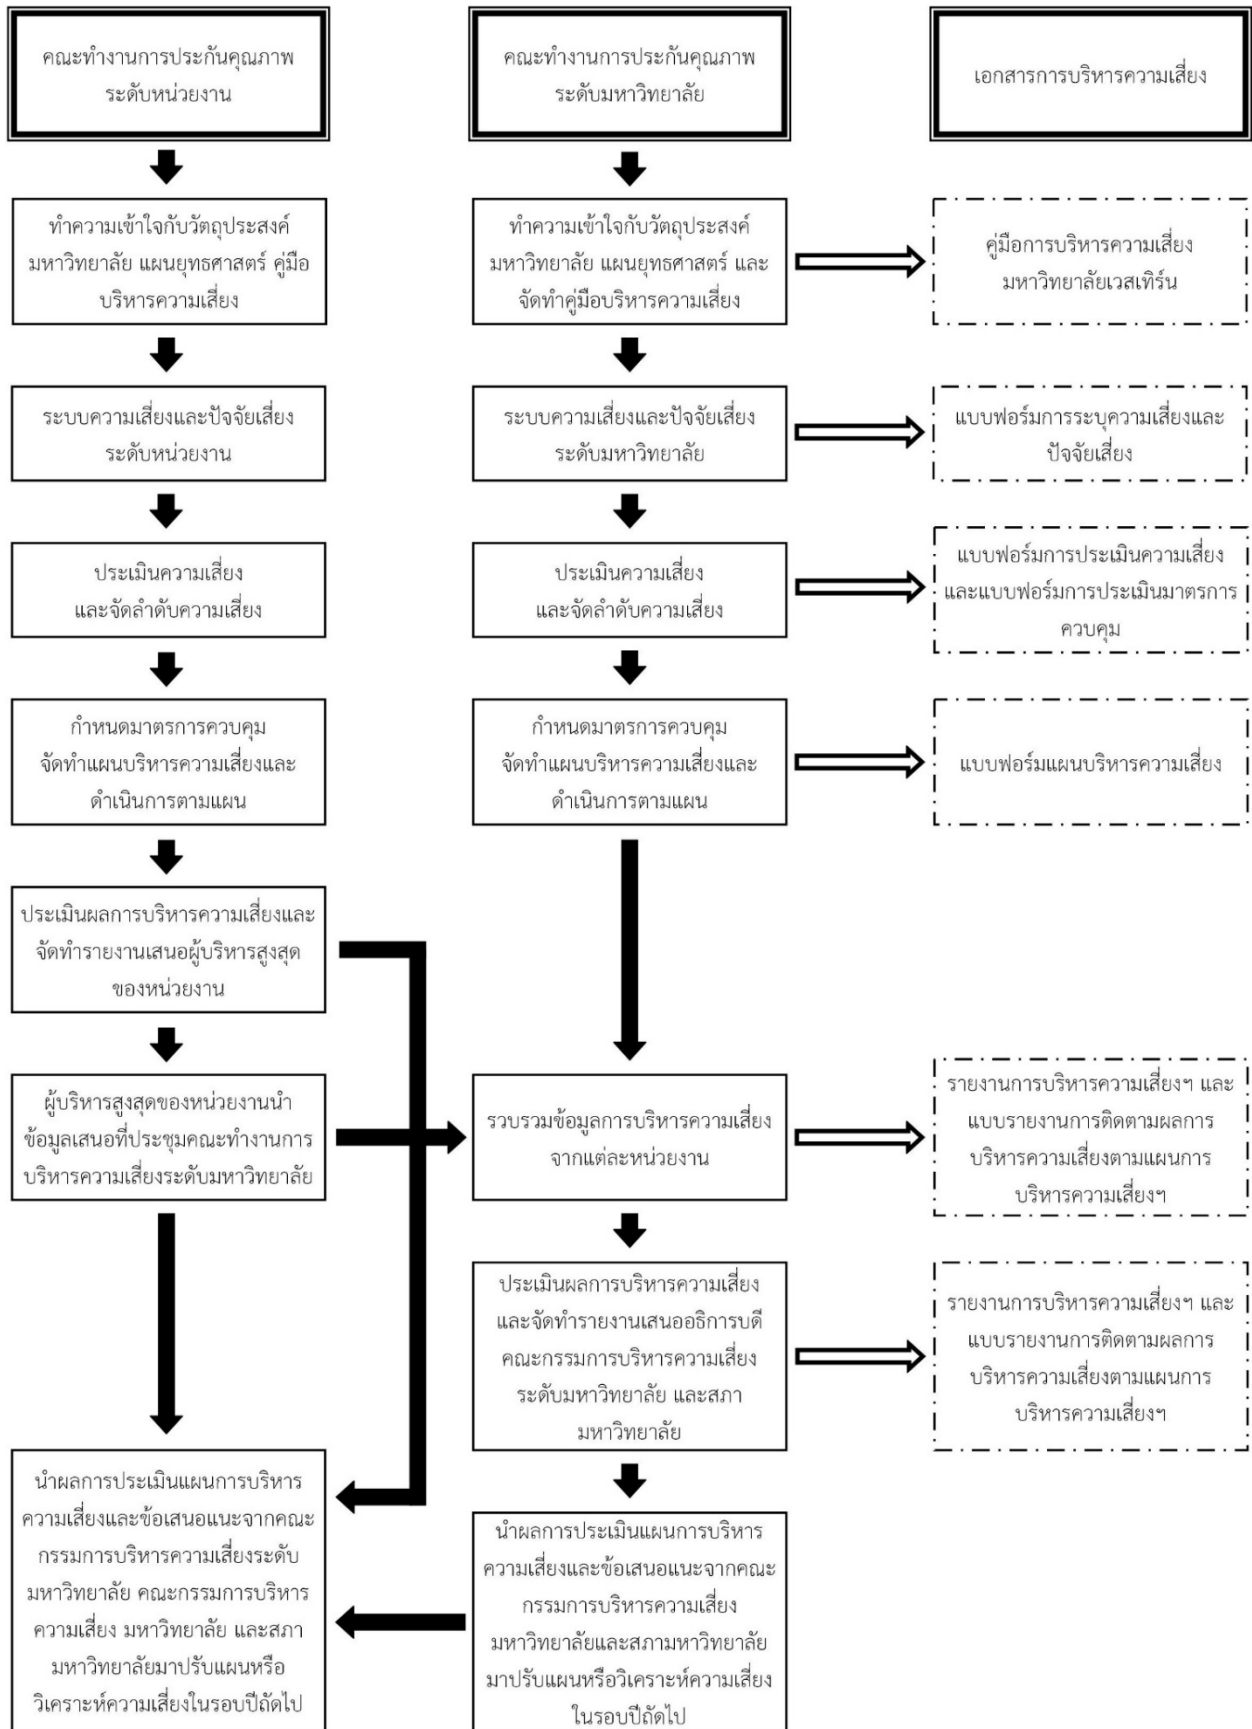 คณะทำงานการประกันคุณภาพ
ระดับหน่วยงาน
คณะทำงานการประกันคุณภาพ
ระดับมหาวิทยาลัย
เอกสารการบริหารความเสี่ยง
ทำความเข้าใจกับวัตถุประสงค์
มหาวิทยาลัย แผนยุทธศาสตร์ คู่มือ
บริหารความเสี่ยง
ทำความเข้าใจกับวัตถุประสงค์
มหาวิทยาลัย แผนยุทธศาสตร์ และ
จัดทำคู่มือบริหารความเสี่ยง
คู่มือการบริหารความเสี่ยง
มหาวิทยาลัยเวสเทิร์น
ระบบความเสี่ยงและปัจจัยเสี่ยง
ระดับหน่วยงาน
ระบบความเสี่ยงและปัจจัยเสี่ยง
ระดับมหาวิทยาลัย
แบบฟอร์มการระบุความเสี่ยงและ
ปัจจัยเสี่ยง
ประเมินความเสี่ยง
และจัดลำดับความเสี่ยง
ประเมินความเสี่ยง
และจัดลำดับความเสี่ยง
แบบฟอร์มการประเมินความเสี่ยง
และแบบฟอร์มการประเมินมาตรการ
ควบคุม
กำหนดมาตรการควบคุม
จัดทำแผนบริหารความเสี่ยงและ
ดำเนินการตามแผน
กำหนดมาตรการควบคุม
จัดทำแผนบริหารความเสี่ยงและ
ดำเนินการตามแผน
แบบฟอร์มแผนบริหารความเสี่ยง
ประเมินผลการบริหารความเสี่ยงและ
จัดทำรายงานเสนอผู้บริหารสูงสุด
ของหน่วยงาน
ผู้บริหารสูงสุดของหน่วยงานนำ
ข้อมูลเสนอที่ประชุมคณะทำงานการ
บริหารความเสี่ยงระดับมหาวิทยาลัย
รวบรวมข้อมูลการบริหารความเสี่ยง
จากแต่ละหน่วยงาน
รายงานการบริหารความเสี่ยงฯ และ
แบบรายงานการติดตามผลการ
บริหารความเสี่ยงตามแผนการ
บริหารความเสี่ยงฯ
ประเมินผลการบริหารความเสี่ยง
และจัดทำรายงานเสนออธิการบดี
คณะกรรมการบริหารความเสี่ยง
ระดับมหาวิทยาลัย และสภา
มหาวิทยาลัย
รายงานการบริหารความเสี่ยงฯ และ
แบบรายงานการติดตามผลการ
บริหารความเสี่ยงตามแผนการ
บริหารความเสี่ยงฯ
นำผลการประเมินแผนการบริหาร
ความเสี่ยงและข้อเสนอแนะจากคณะ
กรรมการบริหารความเสี่ยงระดับ
มหาวิทยาลัย คณะกรรมการบริหาร
ความเสี่ยง มหาวิทยาลัย และสภา
มหาวิทยาลัยมาปรับแผนหรือ
วิเคราะห์ความเสี่ยงในรอบปีถัดไป
นำผลการประเมินแผนการบริหาร
ความเสี่ยงและข้อเสนอแนะจากคณะ
กรรมการบริหารความเสี่ยง
มหาวิทยาลัยและสภามหาวิทยาลัย
มาปรับแผนหรือวิเคราะห์ความเสี่ยง
ในรอบปีถัดไป